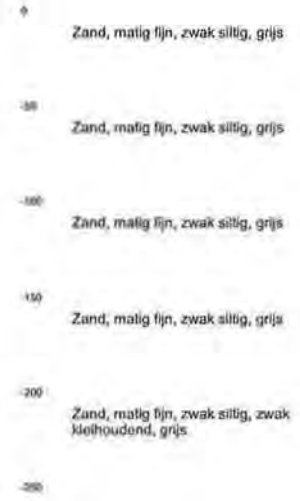 0
Zand, matig fijn, zwak siltig, grijs
-50
Zand, matig fijn, zwak siltig, grijs
-100
Zand, matig fijn, zwak siltig, grijs
-150
Zand, matig fijn, zwak siltig, grijs
-200
Zand, matig fijn, zwak siltig, zwak
kleihoudend, grijs
-250